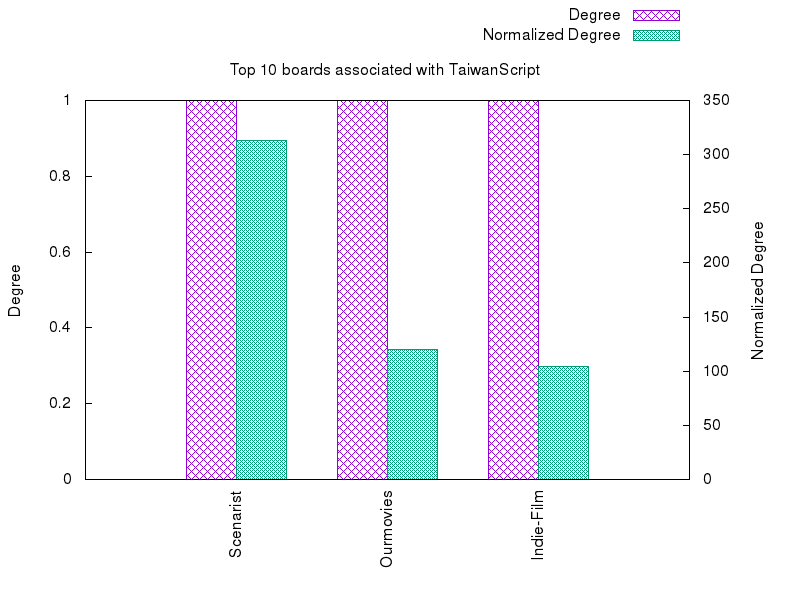 Degree
Normalized Degree
Top 10 boards associated with TaiwanScript
1
0.8
0.6
0.4
0.2
0
Degree
350
300
250
200
150
100
50
0
Normalized Degree
Scenarist
Ourmovies
Indie-Film